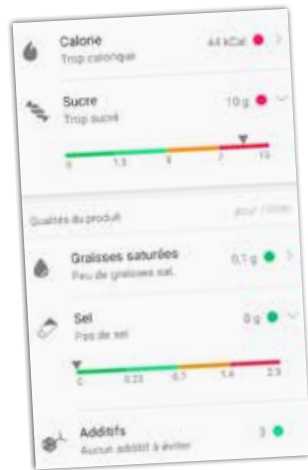 Calorie
44 kCal
Trop calorique
Sucre
10 g
Trop sucré
0 1,5 3 7 13
Qualités du produit
pour 100ml
Graisses saturées
0,1 g
Peu de graisses sat.
Sel
0 g
Pas de sel
0 0,23 0,7 1,4 2,3
Additifs
3
Aucun additif à éviter